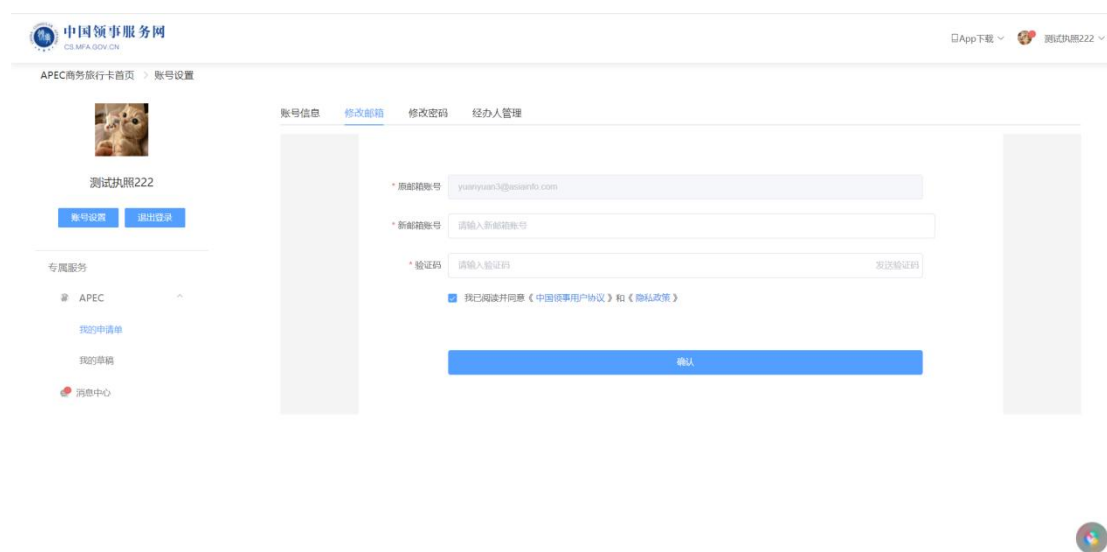 中国领事服务网
CS.MFA.GOV.CN
App下载
测试执照222
APEC商务旅行卡首页 > 账号设置
账号信息 修改邮箱 修改密码 经办人管理
测试执照222
账号设置 退出登录
专属服务
APEC
我的申请单
我的草稿
消息中心
* 原邮箱账号 yuanyuan3@asiainfo.com
* 新邮箱账号 请输入新邮箱账号
* 验证码 请输入验证码 发送验证码
我已阅读并同意《中国领事用户协议》和《隐私政策》
确认